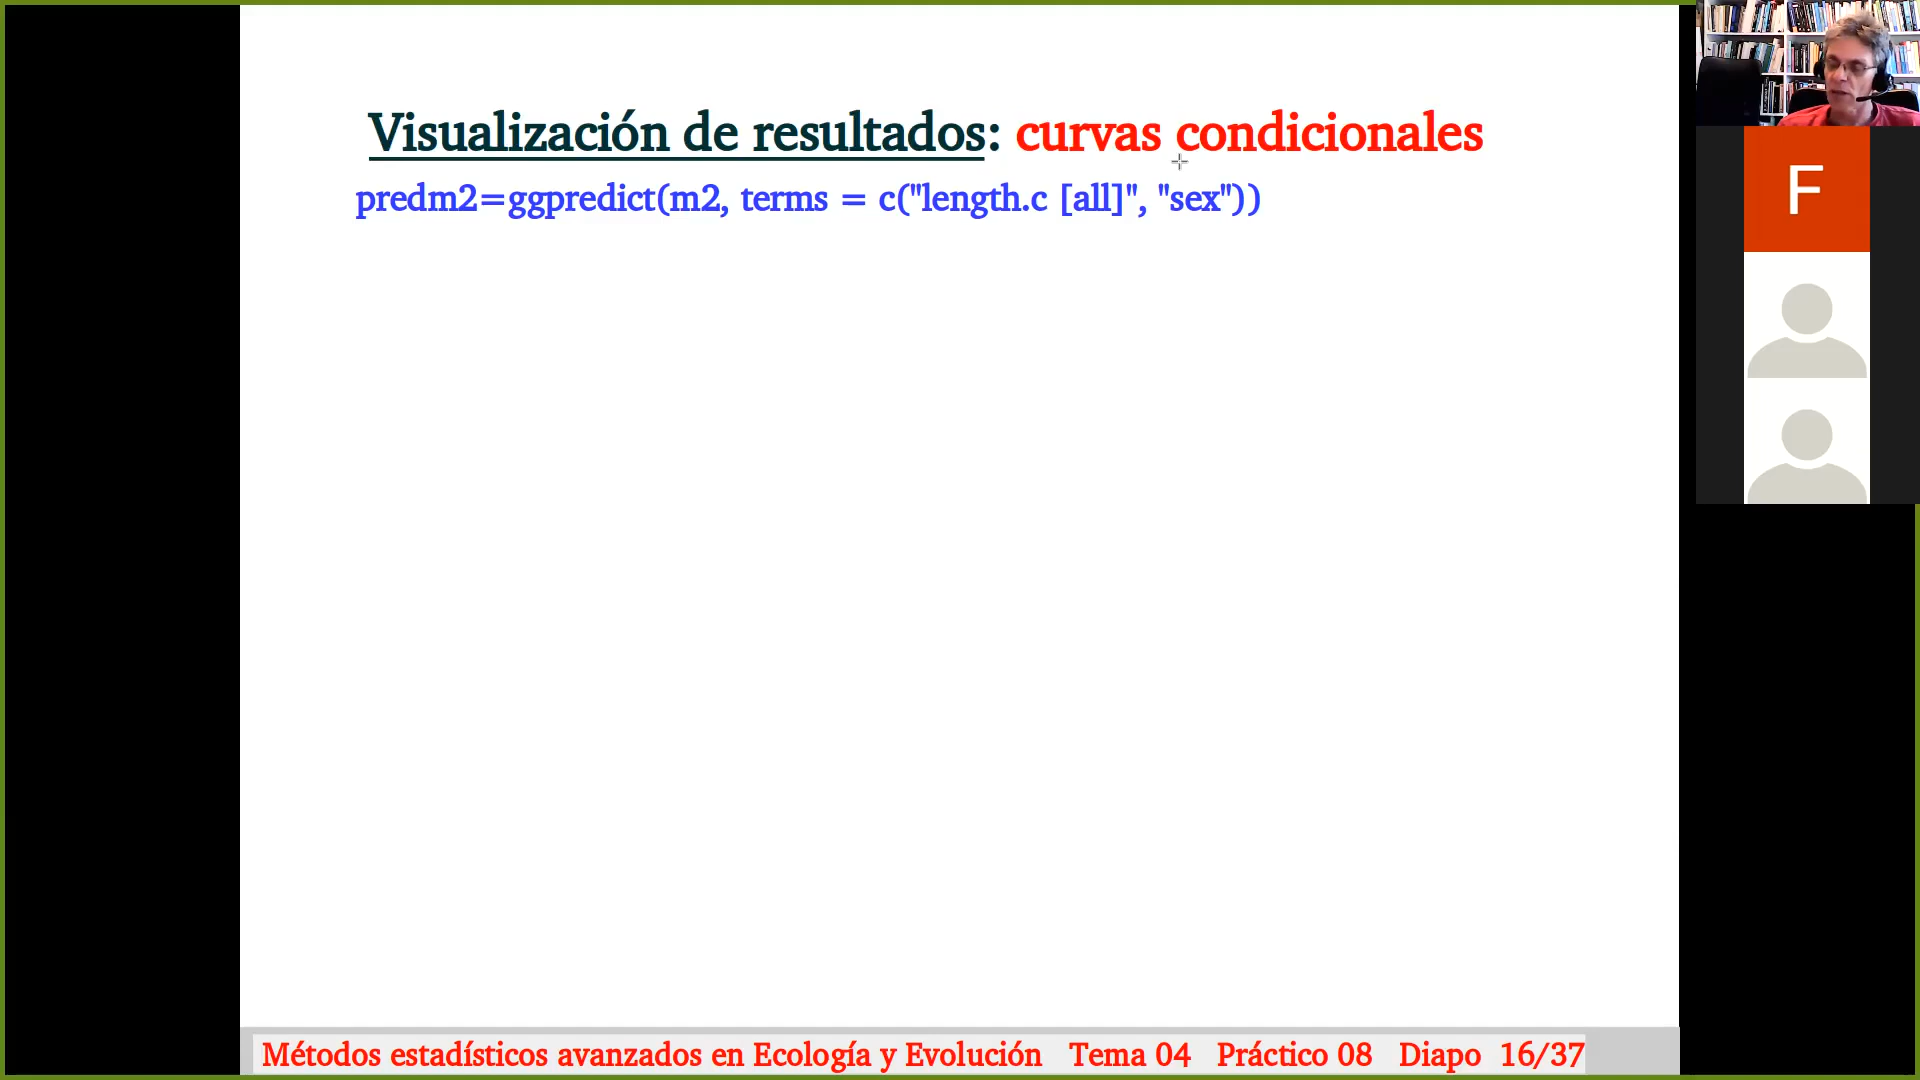 Visualización de resultados: curvas condicionales
predm2=ggpredict(m2, terms = c("length.c [all]", "sex"))
F
Métodos estadísticos avanzados en Ecología y Evolución Tema 04 Práctico 08 Diapo 16/37